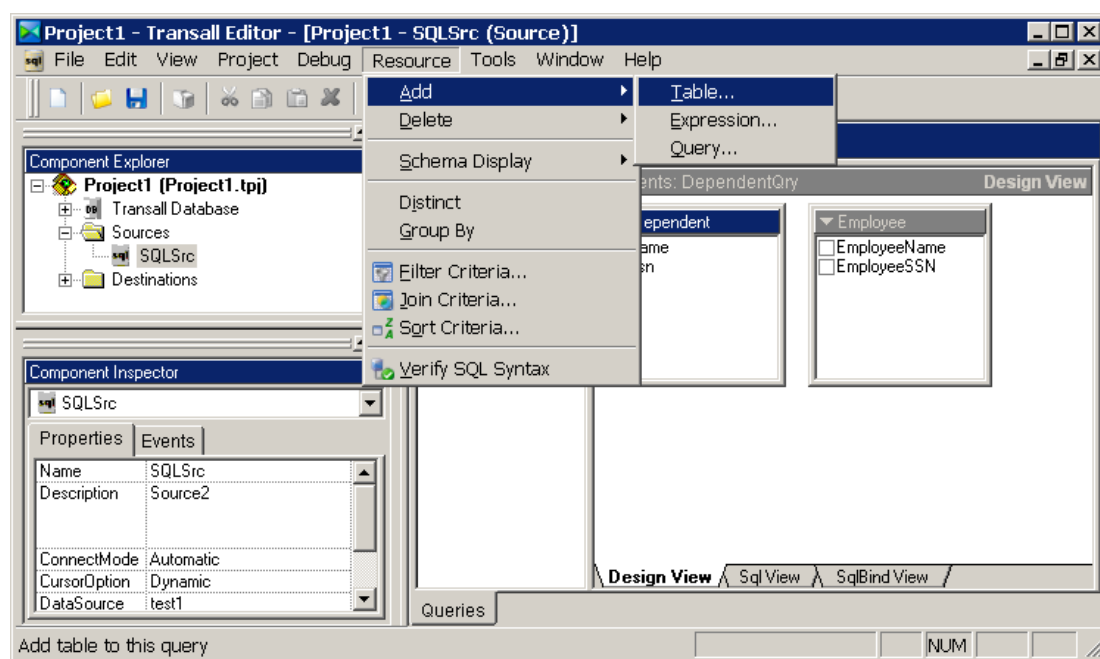 Project1 - Transall Editor - [Project1 - SQLSrc (Source)]
File Edit View Project Debug Resource Tools Window Help
Add
Delete
Schema Display
Distinct
Group By
Filter Criteria...
Join Criteria...
Sort Criteria...
Verify SQL Syntax
Table...
Expression...
Query...
Component Explorer
Project1 (Project1.tpj)
Transall Database
Sources
SQLSrc
Destinations
ents: DependentQry Design View
ependent
ame
sn
Employee
EmployeeName
EmployeeSSN
Component Inspector
SQLSrc
Properties Events
Name SQLSrc
Description Source2
ConnectMode Automatic
CursorOption Dynamic
DataSource test1
Design View Sql View SqlBind View
Queries
Add table to this query NUM